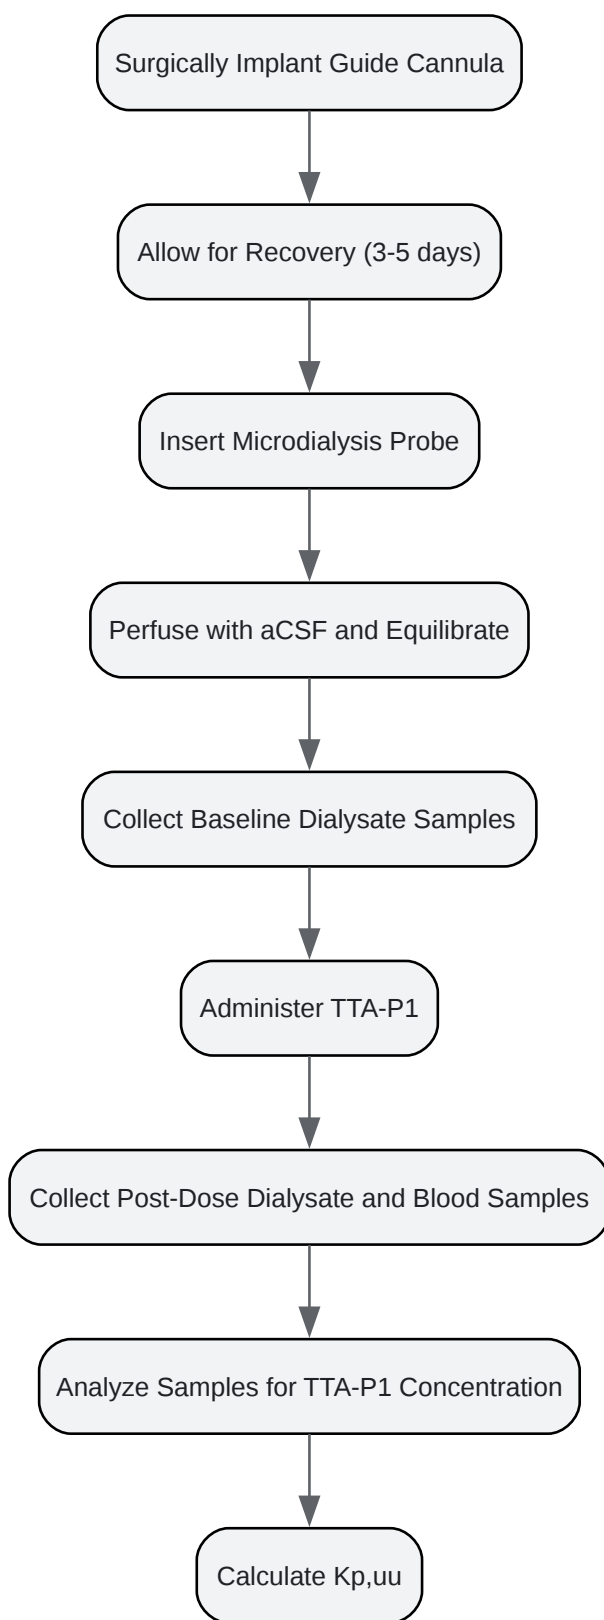 Surgically Implant Guide Cannula
Allow for Recovery (3-5 days)
Insert Microdialysis Probe
Perfuse with aCSF and Equilibrate
Collect Baseline Dialysate Samples
Administer TTA-P1
Collect Post-Dose Dialysate and Blood Samples
Analyze Samples for TTA-P1 Concentration
Calculate Kp,uu